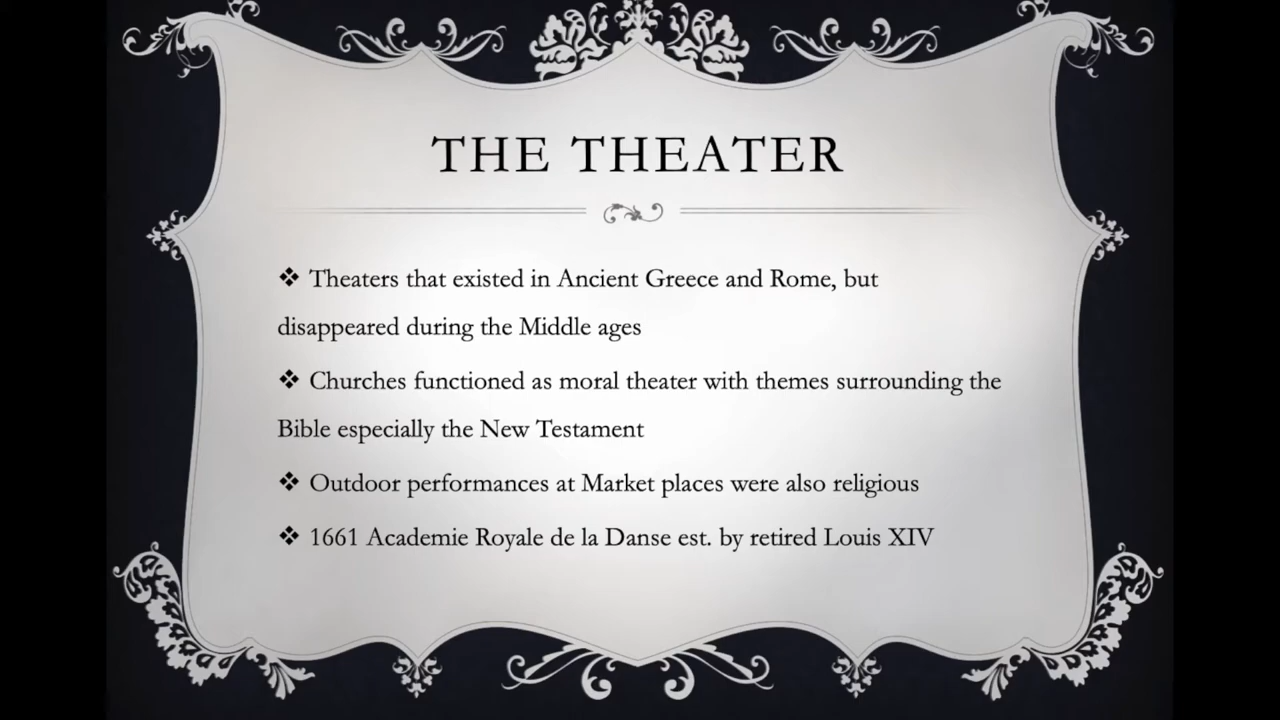 THE THEATER
❖ Theaters that existed in Ancient Greece and Rome, but
disappeared during the Middle ages
❖ Churches functioned as moral theater with themes surrounding the
Bible especially the New Testament
❖ Outdoor performances at Market places were also religious
❖ 1661 Academie Royale de la Danse est. by retired Louis XIV